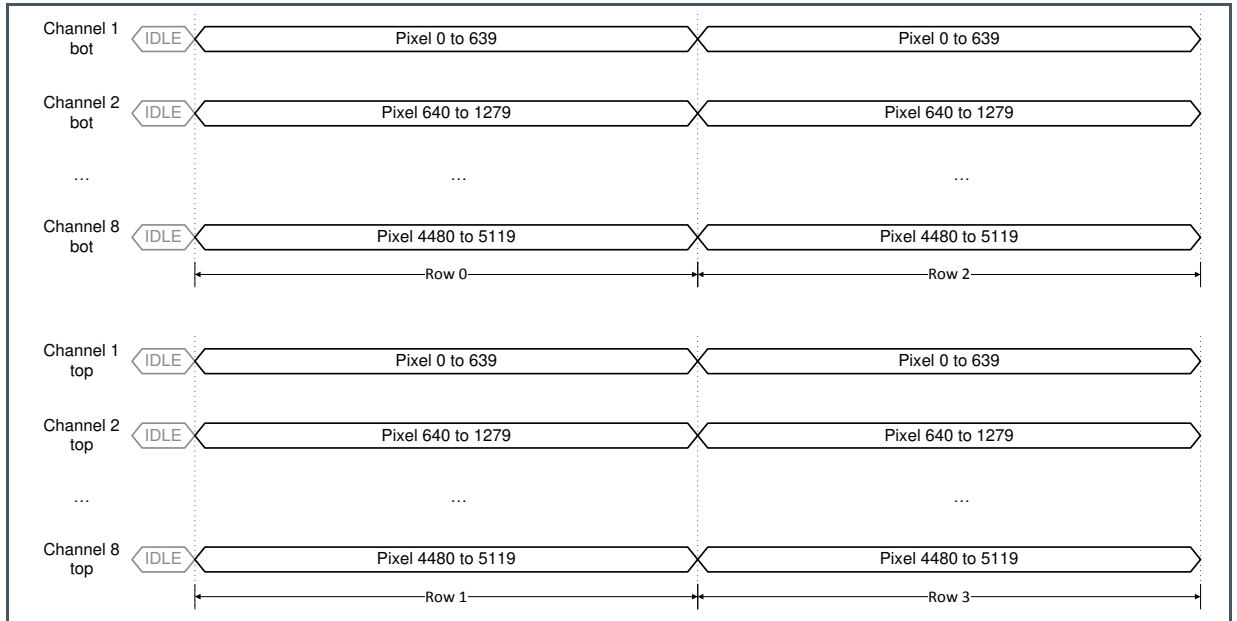 Channel 1
bot
IDLE
Pixel 0 to 639
Pixel 0 to 639
Channel 2
bot
IDLE
Pixel 640 to 1279
Pixel 640 to 1279
...
...
...
Channel 8
bot
IDLE
Pixel 4480 to 5119
Pixel 4480 to 5119
Row 0
Row 2
Channel 1
top
IDLE
Pixel 0 to 639
Pixel 0 to 639
Channel 2
top
IDLE
Pixel 640 to 1279
Pixel 640 to 1279
...
...
...
Channel 8
top
IDLE
Pixel 4480 to 5119
Pixel 4480 to 5119
Row 1
Row 3